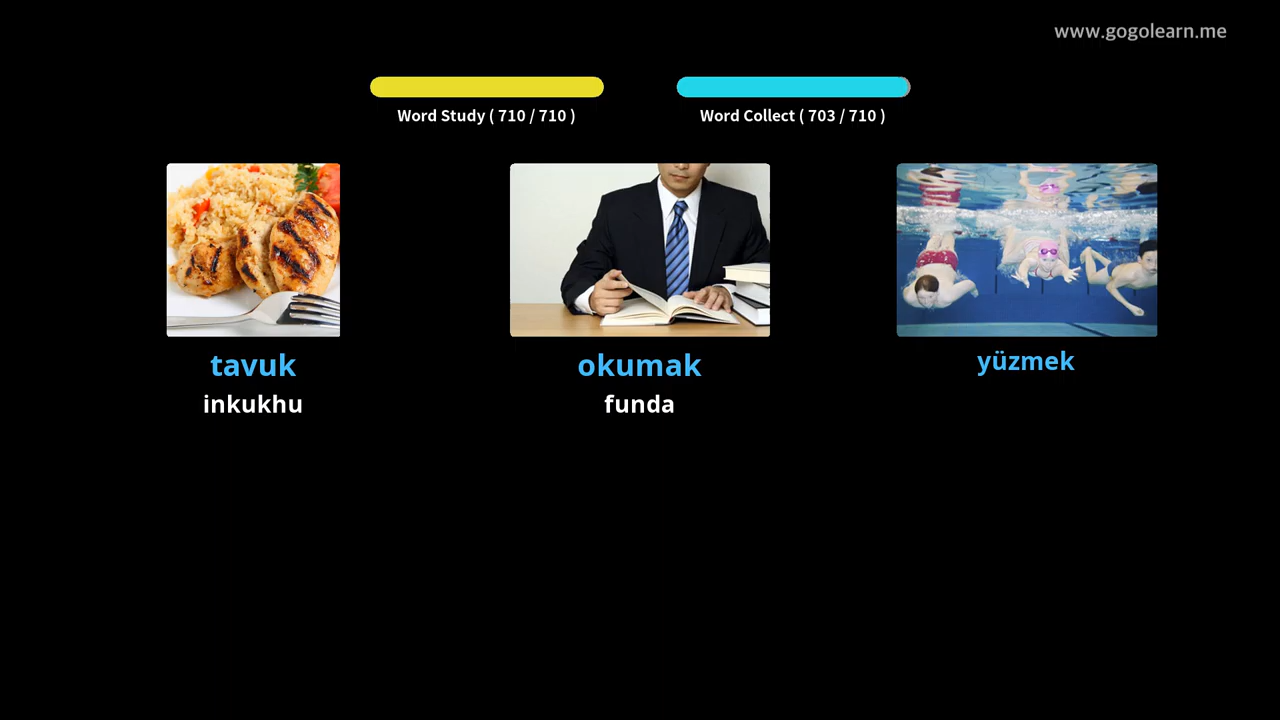 www.gogolearn.me
Word Study ( 710 / 710 )
Word Collect ( 703 / 710 )
tavuk
okumak
yüzmek
inkukhu
funda